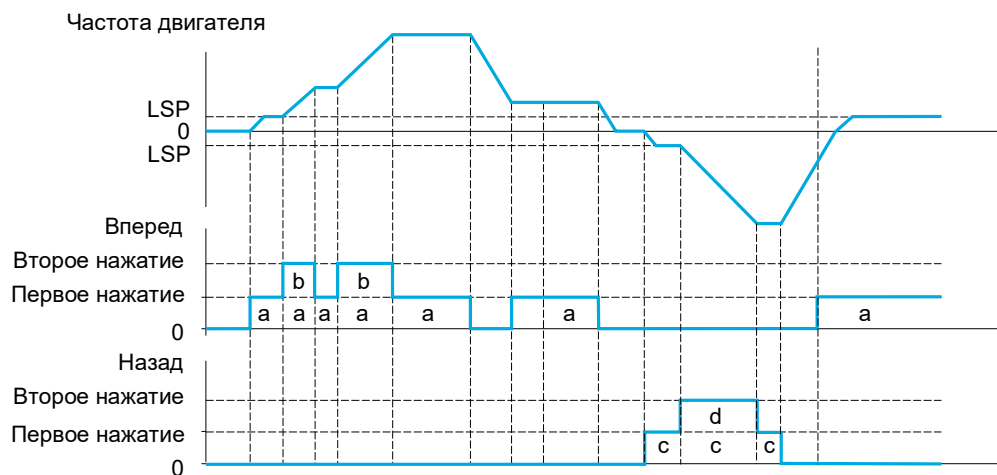 Частота двигателя
LSP
0
LSP
Вперед
Второе нажатие
b b
Первое нажатие
a a a a a a a
0
Назад
Второе нажатие
d
Первое нажатие
c c c
0